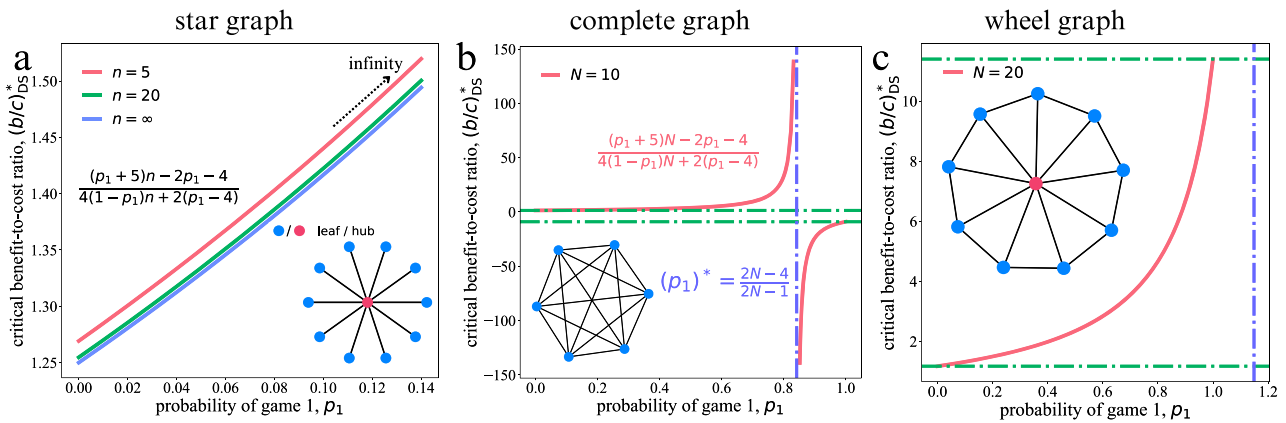 star graph
complete graph
wheel graph
a
critical benefit-to-cost ratio, (b/c)*_DS
1.50
1.45
1.40
1.35
1.30
1.25
n = 5
n = 20
n = ∞
infinity
(p₁ + 5)n − 2p₁ − 4
4(1 − p₁)n + 2(p₁ − 4)
/ leaf / hub
0.00 0.02 0.04 0.06 0.08 0.10 0.12 0.14
probability of game 1, p₁
b
critical benefit-to-cost ratio, (b/c)*_DS
150
100
50
0
−50
−100
−150
N = 10
(p₁ + 5)N − 2p₁ − 4
4(1 − p₁)N + 2(p₁ − 4)
(p₁)* = 2N − 4 / 2N − 1
0.0 0.2 0.4 0.6 0.8 1.0
probability of game 1, p₁
c
critical benefit-to-cost ratio, (b/c)*_DS
10
8
6
4
2
N = 20
0.0 0.2 0.4 0.6 0.8 1.0 1.2
probability of game 1, p₁